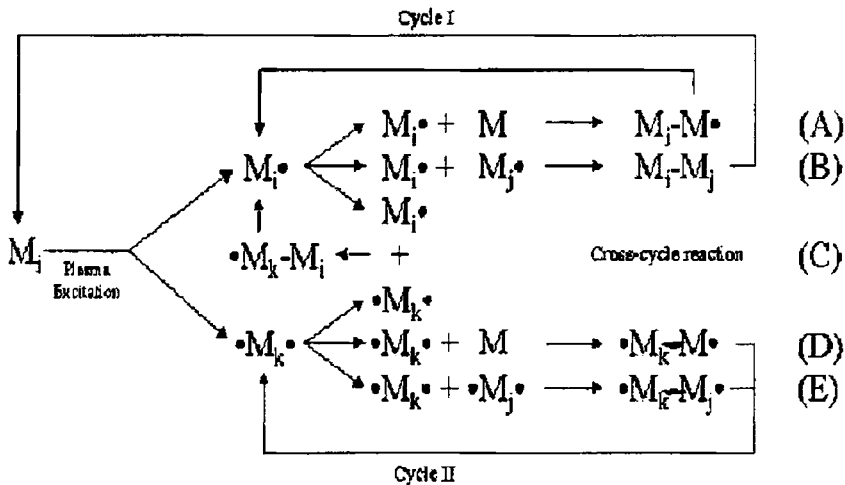 Cycle I
Mi• + M → Mj-M• (A)
Mi• → Mi• + Mj• → Mi-Mj (B)
Mi•
Mi Plasma Excitation •Mk-Mi ← + Cross-cycle reaction (C)
•Mk•
•Mk• → •Mk• + M → •Mk-M• (D)
•Mk• + •Mj• → •Mk-Mj• (E)
Cycle II